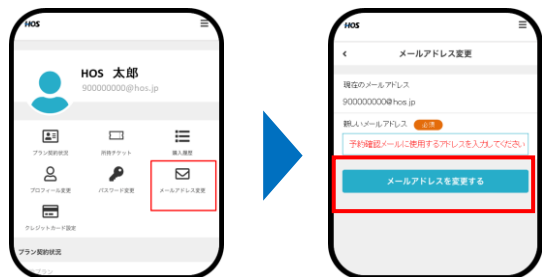 HOS
HOS 太郎
900000000@hos.jp
プラン契約状況
所持チケット
購入履歴
プロフィール変更
パスワード変更
メールアドレス変更
クレジットカード設定
プラン契約状況
プラン
HOS
メールアドレス変更
現在のメールアドレス
900000000@hos.jp
新しいメールアドレス 必須
予約確認メールに使用するアドレスを入力してください
メールアドレスを変更する